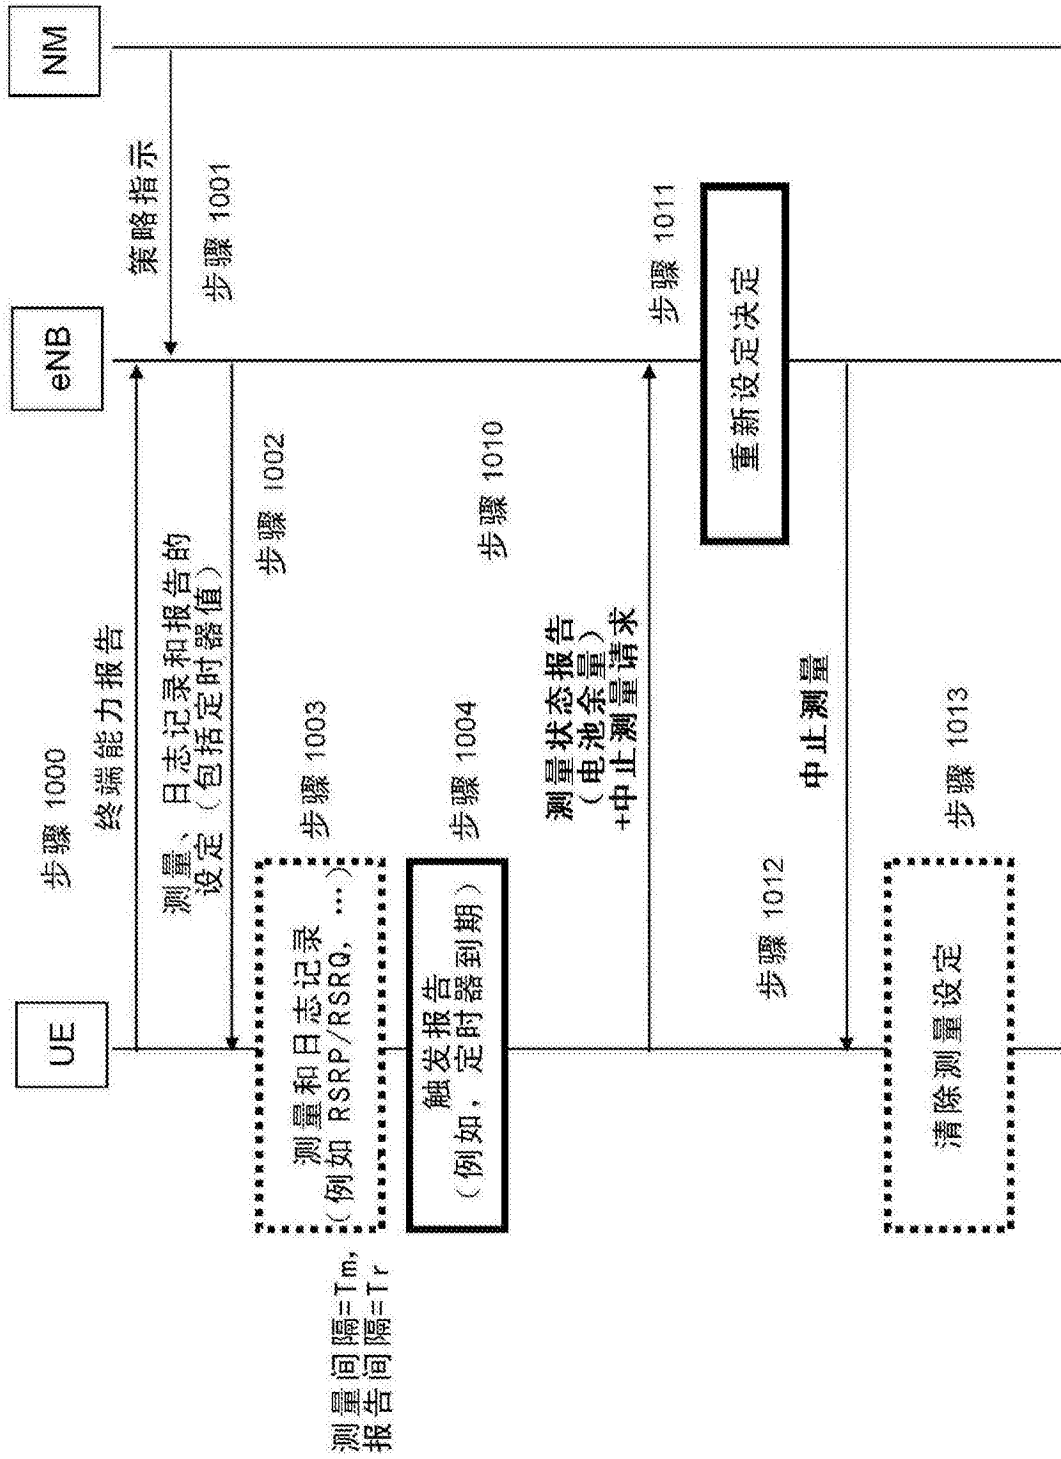 UE
eNB
NM
步骤 1000
终端能力报告
策略指示
步骤 1001
测量、日志记录和报告的
设定（包括定时器值）
步骤 1002
测量和日志记录
（例如 RSRP/RSRQ, …）
步骤 1003
测量间隔=Tm,
报告间隔=Tr
触发报告
（例如，定时器到期）
步骤 1004
步骤 1010
测量状态报告
（电池余量）
+中止测量请求
步骤 1011
重新设定决定
步骤 1012
中止测量
清除测量设定
步骤 1013